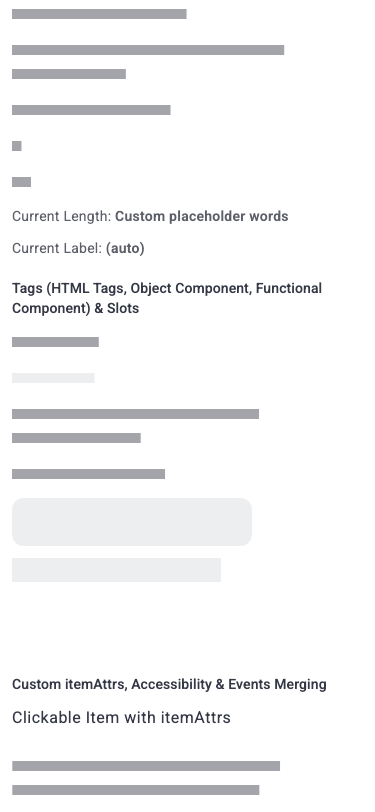 Current Length: Custom placeholder words
Current Label: (auto)
Tags (HTML Tags, Object Component, Functional
Component) & Slots
Custom itemAttrs, Accessibility & Events Merging
Clickable Item with itemAttrs